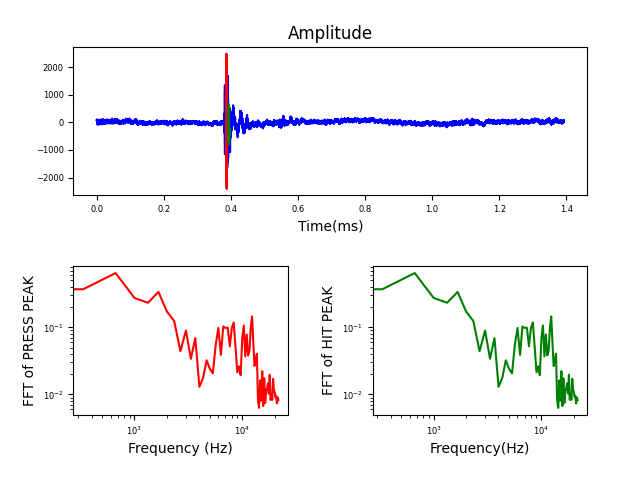 Amplitude
2000
1000
0
−1000
−2000
0.0 0.2 0.4 0.6 0.8 1.0 1.2 1.4
Time(ms)
FFT of PRESS PEAK
10⁻¹
10⁻²
10³ 10⁴
Frequency (Hz)
FFT of HIT PEAK
10⁻¹
10⁻²
10³ 10⁴
Frequency(Hz)